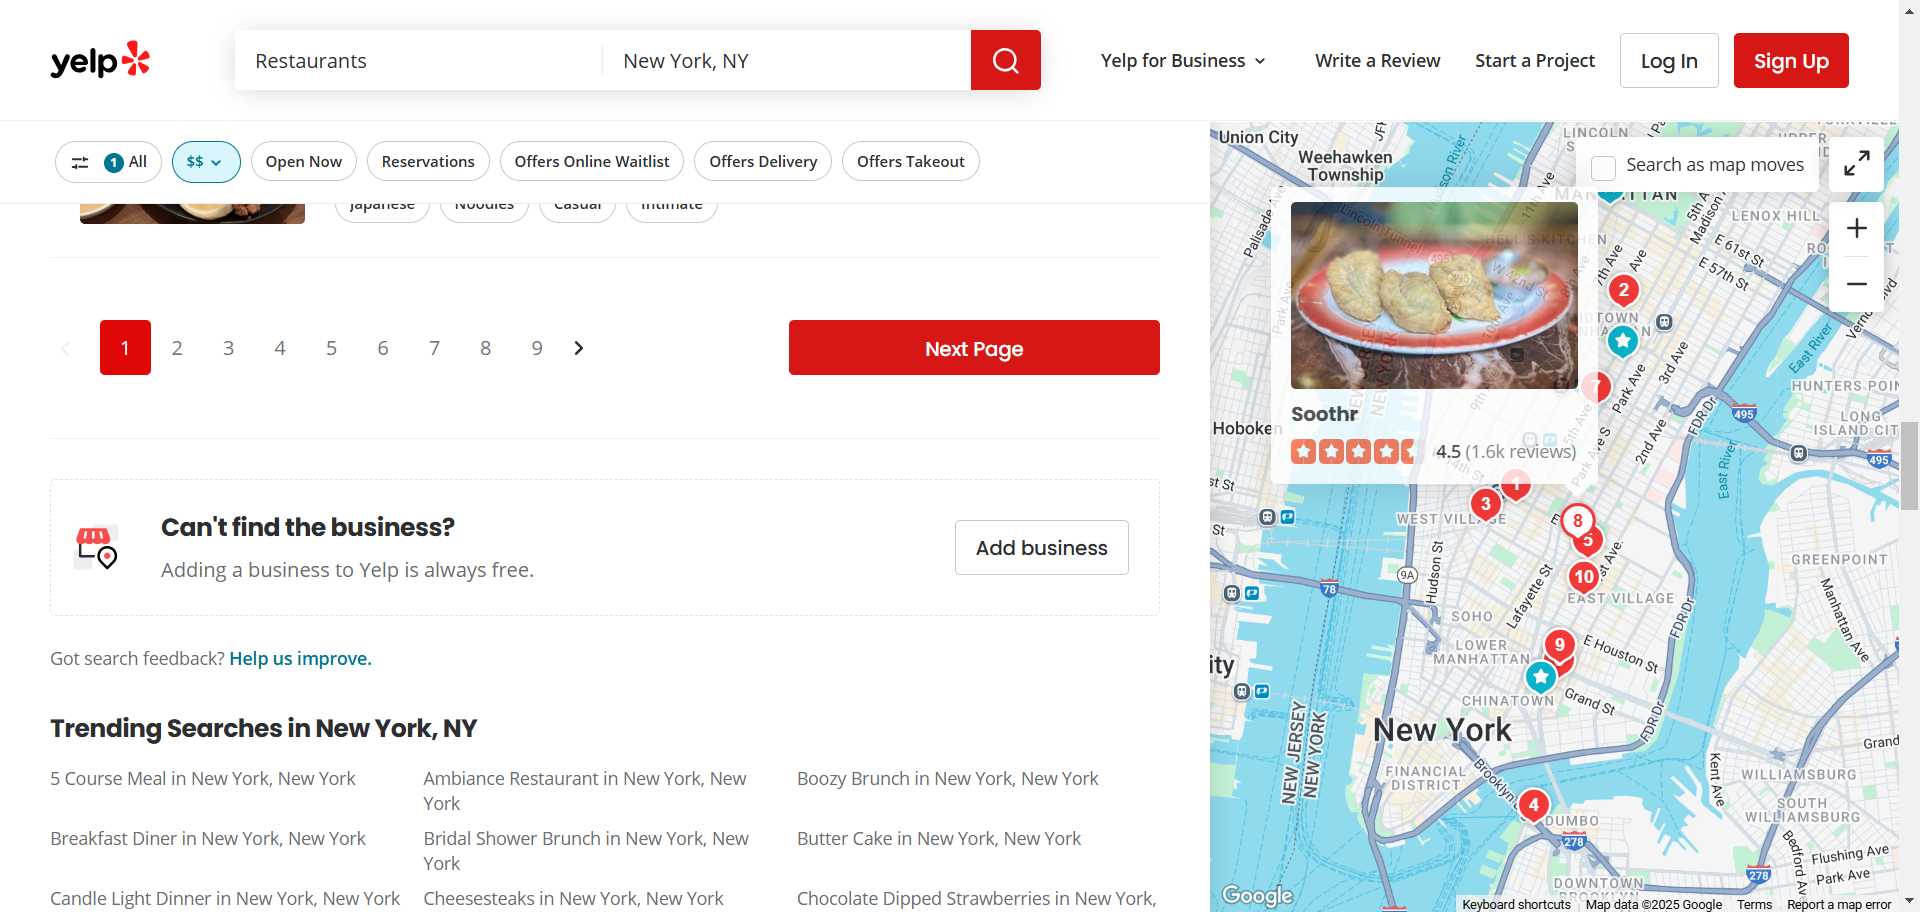 yelp
Restaurants
New York, NY
Yelp for Business
Write a Review
Start a Project
Log In
Sign Up
1 All
$$
Open Now
Reservations
Offers Online Waitlist
Offers Delivery
Offers Takeout
Japanese
Noodles
Casual
Intimate
1
2
3
4
5
6
7
8
9
Next Page
Can't find the business?
Adding a business to Yelp is always free.
Add business
Got search feedback? Help us improve.
Trending Searches in New York, NY
5 Course Meal in New York, New York
Ambiance Restaurant in New York, New
York
Boozy Brunch in New York, New York
Breakfast Diner in New York, New York
Bridal Shower Brunch in New York, New
York
Butter Cake in New York, New York
Candle Light Dinner in New York, New York
Cheesesteaks in New York, New York
Chocolate Dipped Strawberries in New York,
Union City
Weehawken
Township
LINCOLN
Search as map moves
LENOX HILL
E 61st St
E 57th St
Soothr
4.5 (1.6k reviews)
Hoboken
2
7
3rd Ave
Park Ave
2nd Ave
FDR Dr
495
East River
HUNTERS POIN
LONG
ISLAND CIT
495
East River
1
3
WEST VILLAGE
8
5
10
EAST VILLAGE
9A
78
Hudson St
Lafayette St
SOHO
LOWER
MANHATTAN
9
E Houston St
FDR Dr
GREENPOINT
Manhattan Ave
CHINATOWN
Grand St
FDR Dr
New York
NEW JERSEY
NEW YORK
FINANCIAL
DISTRICT
4
DUMBO
278
Kent Ave
Grand
WILLIAMSBURG
SOUTH
WILLIAMSBURG
Flushing Ave
Park Ave
278
DOWNTOWN
BROOKLYN
Google
Keyboard shortcuts
Map data ©2025 Google
Terms
Report a map error